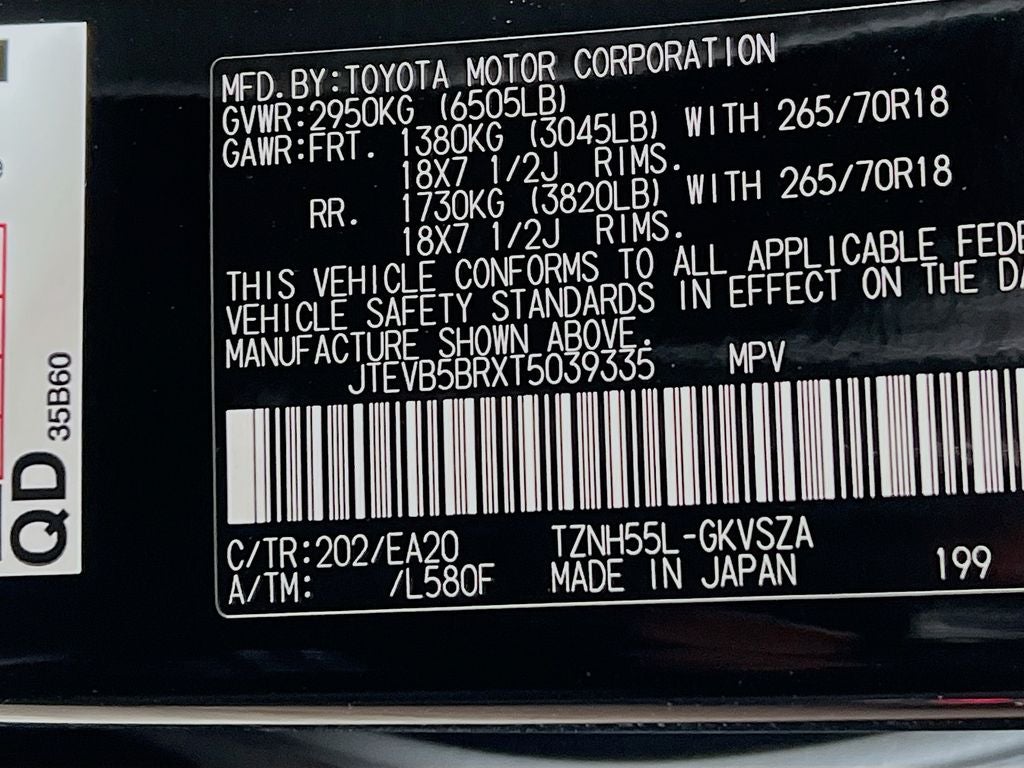 MFD.BY:TOYOTA MOTOR CORPORATION
GVWR:2950KG (6505LB)
GAWR:FRT. 1380KG (3045LB) WITH 265/70R18
18X7 1/2J RIMS.
RR. 1730KG (3820LB) WITH 265/70R18
18X7 1/2J RIMS.
THIS VEHICLE CONFORMS TO ALL APPLICABLE
VEHICLE SAFETY STANDARDS IN EFFECT ON THE
MANUFACTURE SHOWN ABOVE.
JTEVB5BRXT5039335 MPV
C/TR:202/EA20 TZNH55L-GKVSZA
A/TM: /L580F MADE IN JAPAN 199
QD 35B60